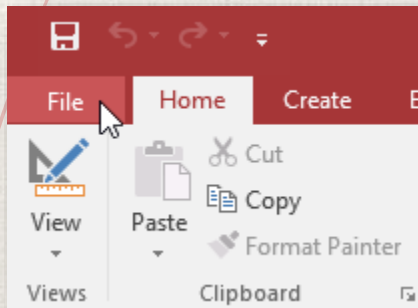 File Home Create
Cut
Copy
View Paste
Format Painter
Views Clipboard